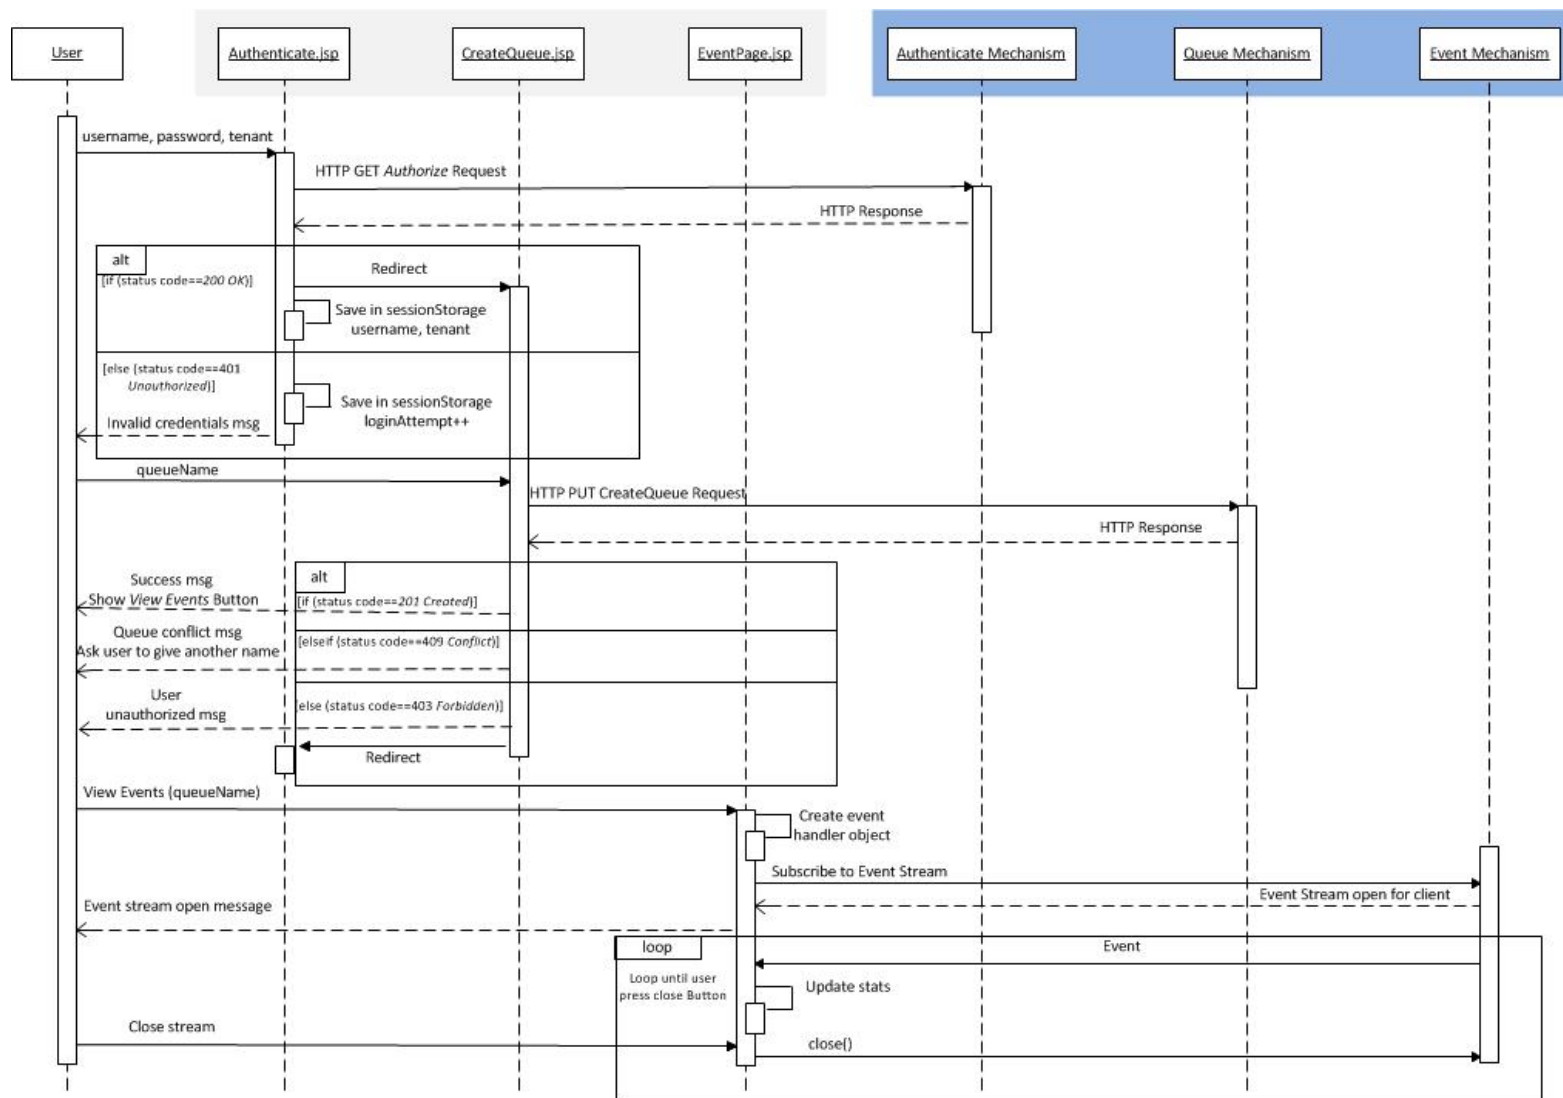 User
Authenticate.jsp
CreateQueue.jsp
EventPage.jsp
Authenticate Mechanism
Queue Mechanism
Event Mechanism
username, password, tenant
HTTP GET Authorize Request
HTTP Response
alt
[if (status code==200 OK)]
Redirect
Save in sessionStorage
username, tenant
[else (status code==401
Unauthorized)]
Save in sessionStorage
loginAttempt++
Invalid credentials msg
queueName
HTTP PUT CreateQueue Request
HTTP Response
alt
Success msg
Show View Events Button
[if (status code==201 Created)]
Queue conflict msg
Ask user to give another name
[elseif (status code==409 Conflict)]
User
unauthorized msg
[else (status code==403 Forbidden)]
Redirect
View Events (queueName)
Create event
handler object
Subscribe to Event Stream
Event Stream open for client
Event stream open message
loop
Event
Loop until user
press close Button
Update stats
Close stream
close()